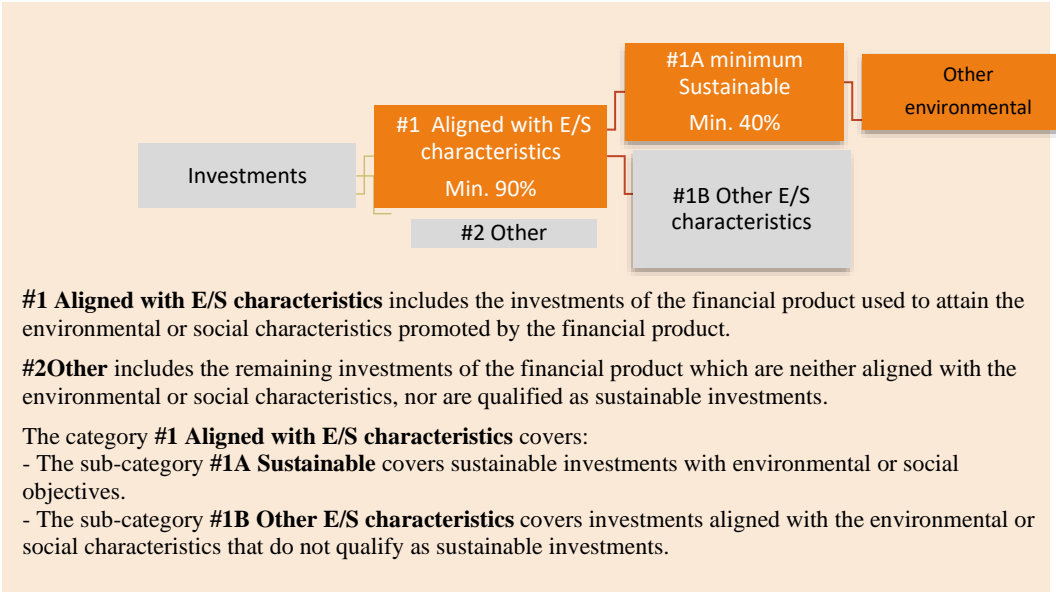 #1A minimum
Sustainable
Min. 40%
Other
environmental
#1 Aligned with E/S
characteristics
Min. 90%
Investments
#1B Other E/S
characteristics
#2 Other
#1 Aligned with E/S characteristics includes the investments of the financial product used to attain the
environmental or social characteristics promoted by the financial product.
#2Other includes the remaining investments of the financial product which are neither aligned with the
environmental or social characteristics, nor are qualified as sustainable investments.
The category #1 Aligned with E/S characteristics covers:
- The sub-category #1A Sustainable covers sustainable investments with environmental or social
objectives.
- The sub-category #1B Other E/S characteristics covers investments aligned with the environmental or
social characteristics that do not qualify as sustainable investments.